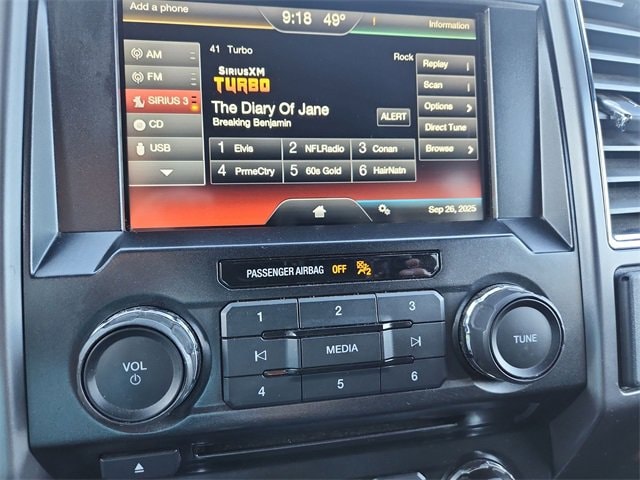 Add a phone
9:18 49°
Information
AM
FM
SIRIUS 3
CD
USB
41 Turbo
Rock
SiriusXM
TURBO
The Diary Of Jane
Breaking Benjamin
ALERT
Replay
Scan
Options
Direct Tune
Browse
1 Elvis
2 NFLRadio
3 Conan
4 PrmeCtry
5 60s Gold
6 HairNatn
Sep 26, 2025
PASSENGER AIRBAG OFF 2
VOL
1 2 3
MEDIA
4 5 6
TUNE